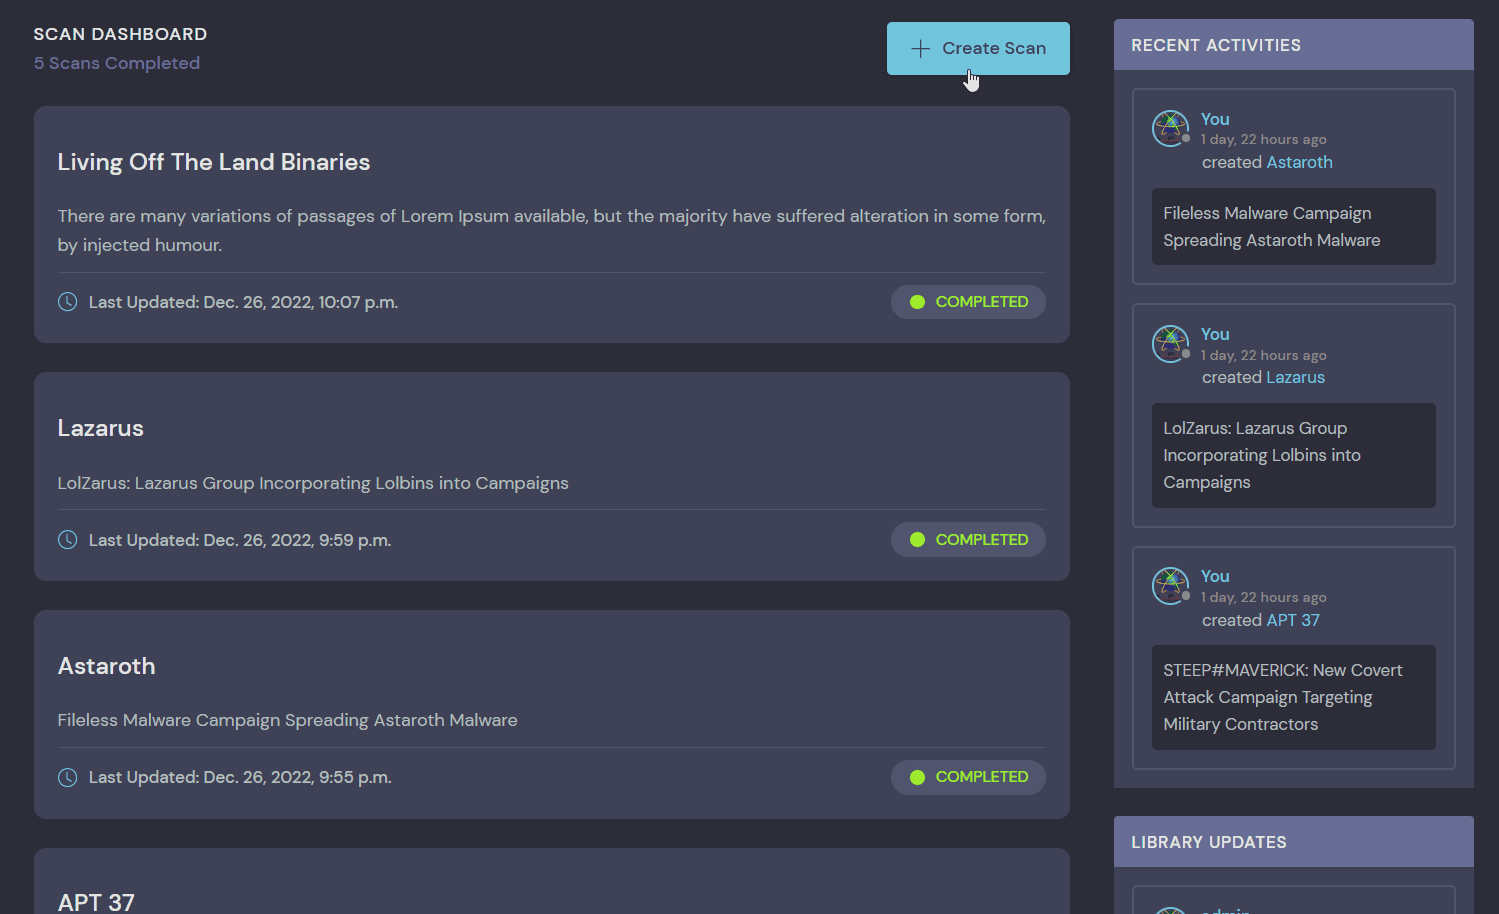 SCAN DASHBOARD
5 Scans Completed
Create Scan
Living Off The Land Binaries
There are many variations of passages of Lorem Ipsum available, but the majority have suffered alteration in some form,
by injected humour.
Last Updated: Dec. 26, 2022, 10:07 p.m.
COMPLETED
Lazarus
LolZarus: Lazarus Group Incorporating Lolbins into Campaigns
Last Updated: Dec. 26, 2022, 9:59 p.m.
COMPLETED
Astaroth
Fileless Malware Campaign Spreading Astaroth Malware
Last Updated: Dec. 26, 2022, 9:55 p.m.
COMPLETED
APT 37
RECENT ACTIVITIES
You
1 day, 22 hours ago
created Astaroth
Fileless Malware Campaign
Spreading Astaroth Malware
You
1 day, 22 hours ago
created Lazarus
LolZarus: Lazarus Group
Incorporating Lolbins into
Campaigns
You
1 day, 22 hours ago
created APT 37
STEEP#MAVERICK: New Covert
Attack Campaign Targeting
Military Contractors
LIBRARY UPDATES
admin